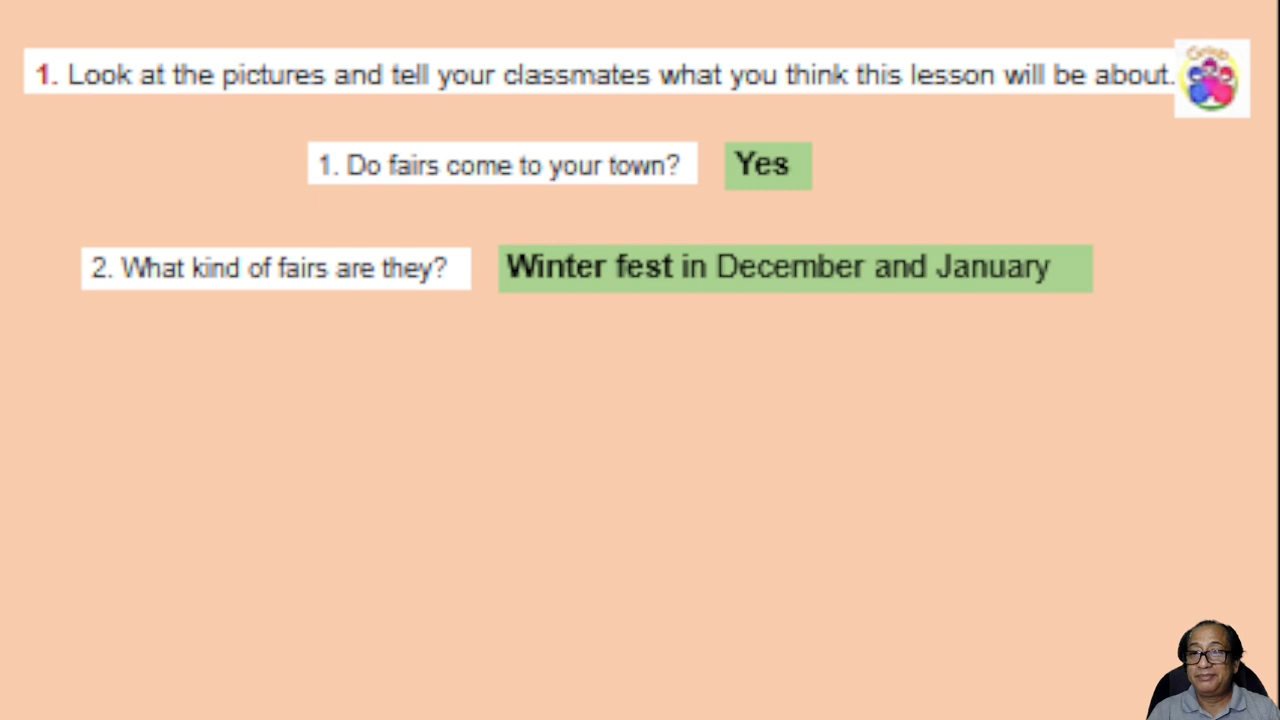 1. Look at the pictures and tell your classmates what you think this lesson will be about.
Group
1. Do fairs come to your town? Yes
2. What kind of fairs are they? Winter fest in December and January